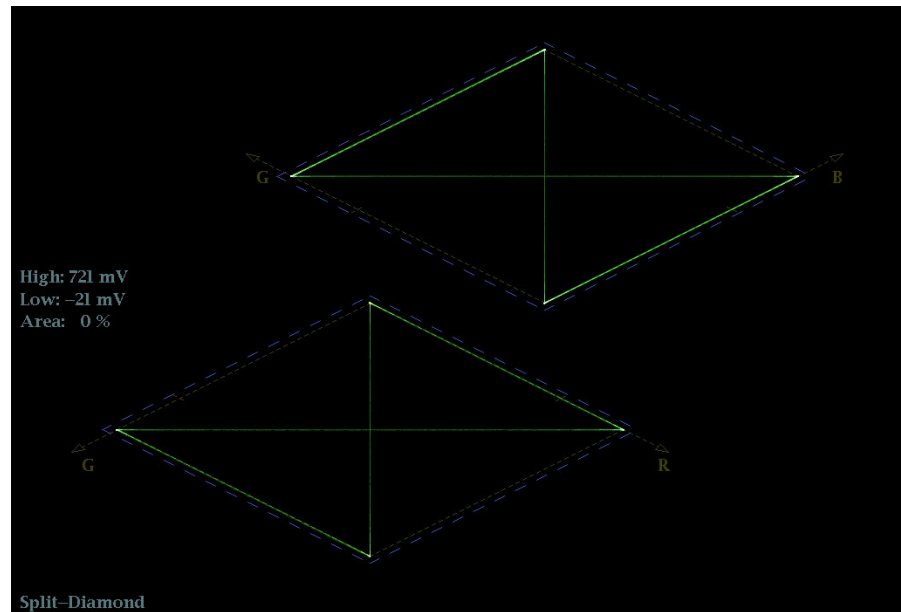 G B
High: 721 mV
Low: −21 mV
Area: 0 %
G R
Split−Diamond